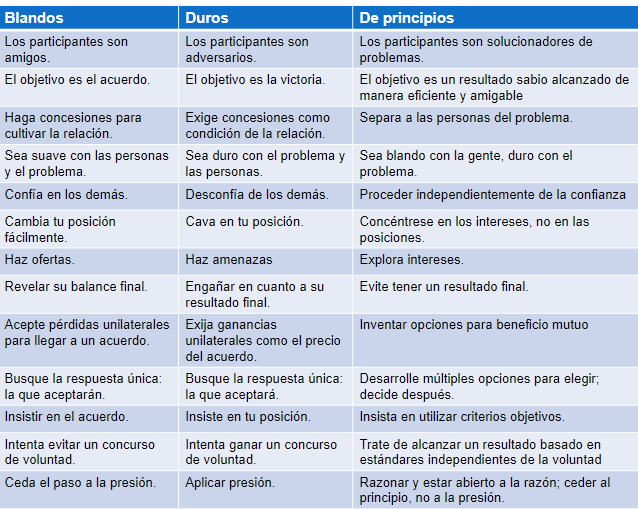 Blandos
Duros
De principios
Los participantes son
amigos.
Los participantes son
adversarios.
Los participantes son solucionadores de
problemas.
El objetivo es el acuerdo.
El objetivo es la victoria.
El objetivo es un resultado sabio alcanzado de
manera eficiente y amigable
Haga concesiones para
cultivar la relación.
Exige concesiones como
condición de la relación.
Separa a las personas del problema.
Sea suave con las personas
y el problema.
Sea duro con el problema y
las personas.
Sea blando con la gente, duro con el
problema.
Confía en los demás.
Desconfía de los demás.
Proceder independientemente de la confianza
Cambia tu posición
fácilmente.
Cava en tu posición.
Concéntrese en los intereses, no en las
posiciones.
Haz ofertas.
Haz amenazas
Explora intereses.
Revelar su balance final.
Engañar en cuanto a su
resultado final.
Evite tener un resultado final.
Acepte pérdidas unilaterales
para llegar a un acuerdo.
Exija ganancias
unilaterales como el precio
del acuerdo.
Inventar opciones para beneficio mutuo
Busque la respuesta única:
la que aceptarán.
Busque la respuesta única:
la que aceptará.
Desarrolle múltiples opciones para elegir;
decide después.
Insistir en el acuerdo.
Insiste en tu posición.
Insista en utilizar criterios objetivos.
Intenta evitar un concurso
de voluntad.
Intenta ganar un concurso
de voluntad.
Trate de alcanzar un resultado basado en
estándares independientes de la voluntad
Ceda el paso a la presión.
Aplicar presión.
Razonar y estar abierto a la razón; ceder al
principio, no a la presión.